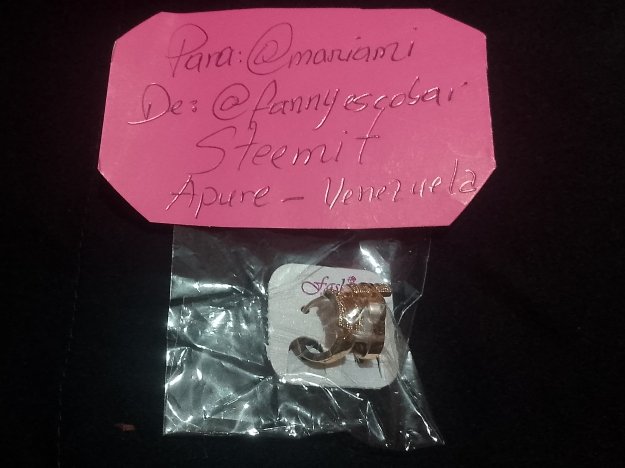 Para: @mariami
De: @fannyescobar
Steemit
Apure - Venezuela